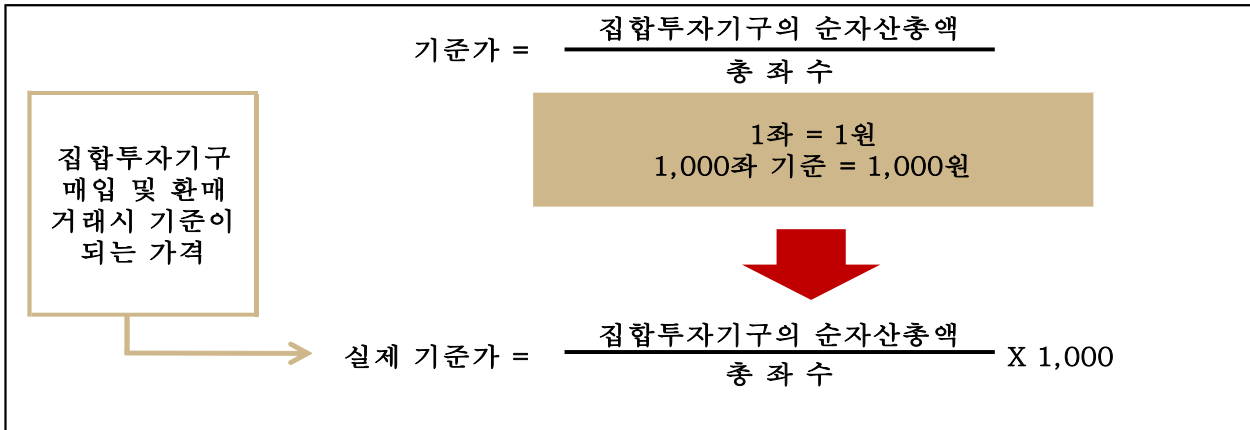 기준가 =
집합투자기구의 순자산총액
총 좌 수
1좌 = 1원
1,000좌 기준 = 1,000원
집합투자기구
매입 및 환매
거래시 기준이
되는 가격
실제 기준가 =
집합투자기구의 순자산총액
총 좌 수
X 1,000